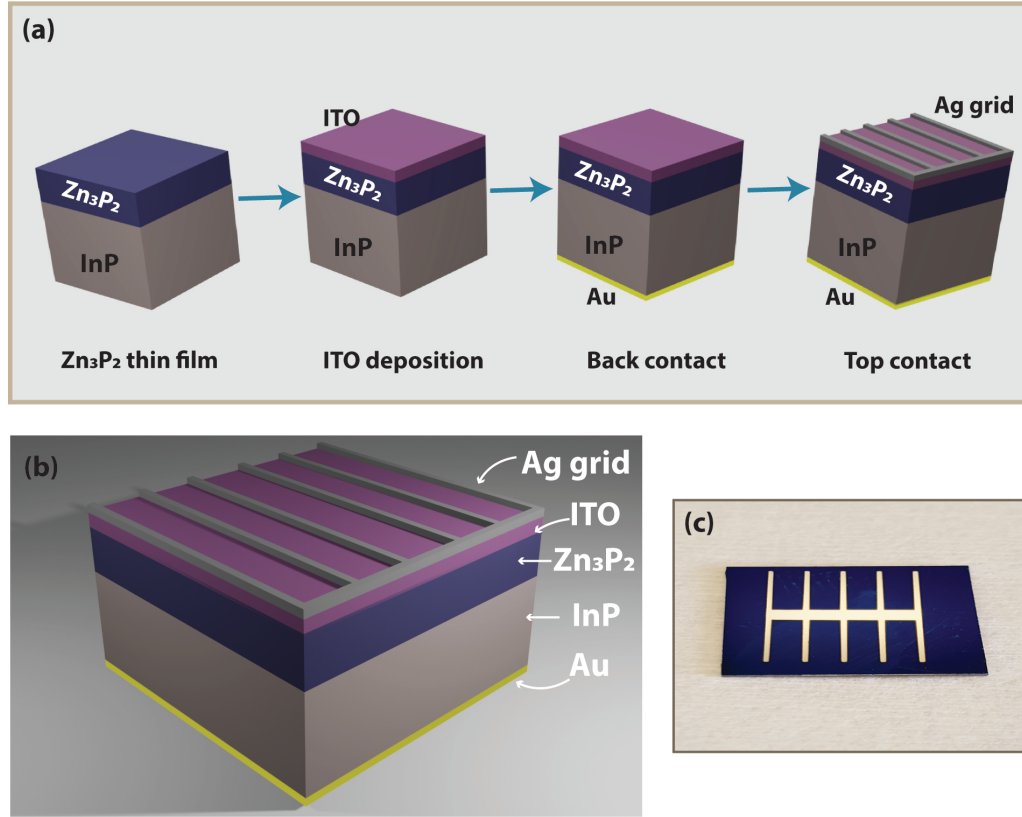 (a)
ITO
Ag grid
Zn₃P₂
Zn₃P₂
Zn₃P₂
Zn₃P₂
InP
InP
InP
InP
Au
Au
Zn₃P₂ thin film
ITO deposition
Back contact
Top contact
(b)
Ag grid
ITO
Zn₃P₂
InP
Au
(c)